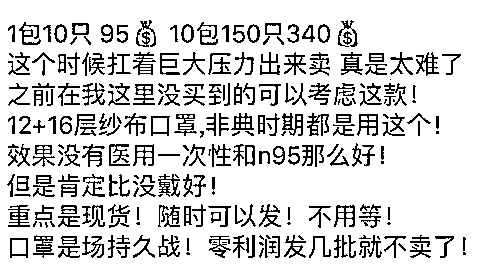 1包10只 95💰 10包150只340💰
这个时候扛着巨大压力出来卖 真是太难了
之前在我这里没买到的可以考虑这款！
12+16层纱布口罩,非典时期都是用这个！
效果没有医用一次性和n95那么好！
但是肯定比没戴好！
重点是现货！随时可以发！不用等！
口罩是场持久战！零利润发几批就不卖了！